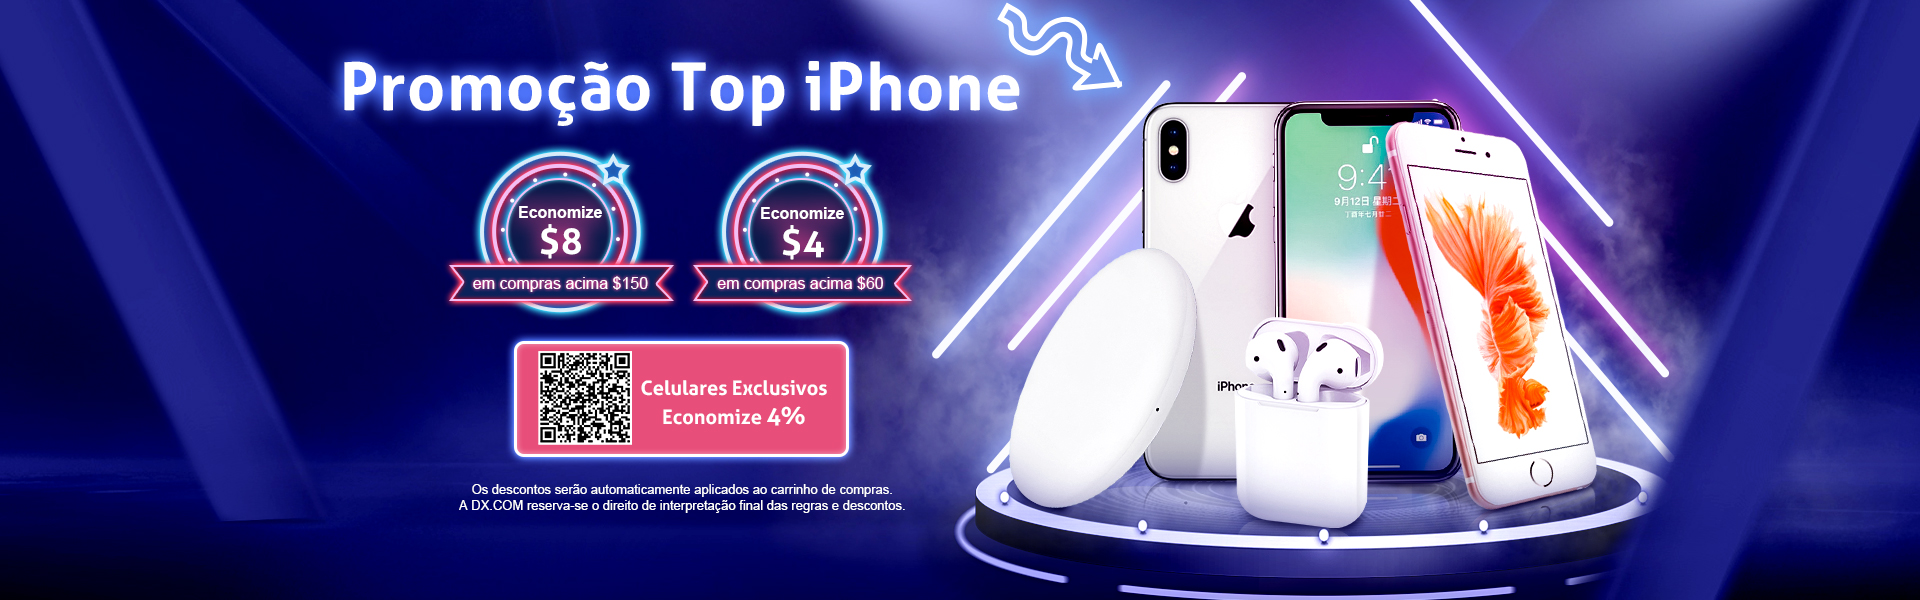 Promoção Top iPhone
Economize
$8
em compras acima $150
Economize
$4
em compras acima $60
Celulares Exclusivos
Economize 4%
Os descontos serão automaticamente aplicados ao carrinho de compras.
A DX.COM reserva-se o direito de interpretação final das regras e descontos.
9:41
9月12日 星期二
iPhone